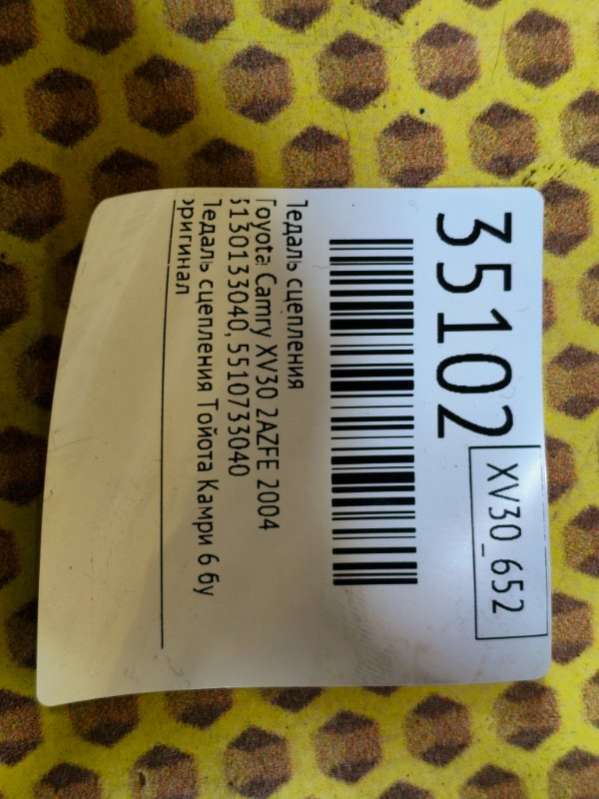 35102
XV30_652
Педаль сцепления
Toyota Camry XV30 2AZFE 2004
5130133040, 5510733040
Педаль сцепления Тойота Камри 6 бу
оригинал